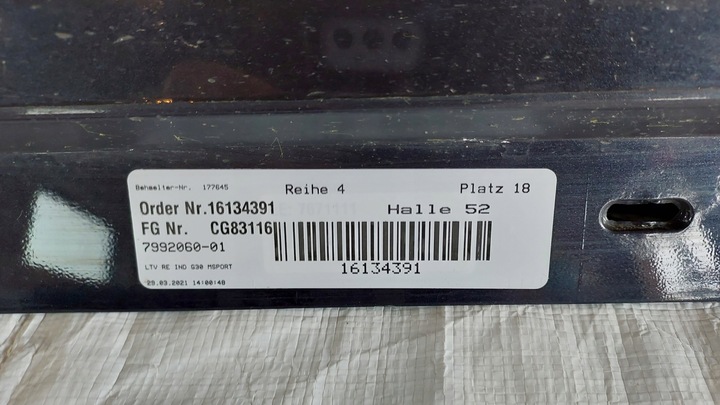 Behaelter-Nr. 177645 Reihe 4 Platz 18
Order Nr.16134391 Halle 52
FG Nr. CG83116
7992060-01
16134391
LTV RE IND G30 MSPORT
29.03.2021 14:00:48